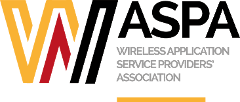 ASPA
WIRELESS APPLICATION
SERVICE PROVIDERS'
ASSOCIATION